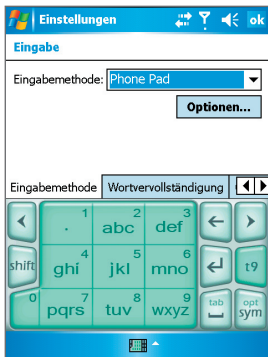 Einstellungen ok
Eingabe
Eingabemethode: Phone Pad
Optionen...
Eingabemethode Wortvervollständigung
1 2 3
. abc def
shift 4 5 6 t9
ghi jkl mno
0 7 8 9 tab opt
pqrs tuv wxyz sym